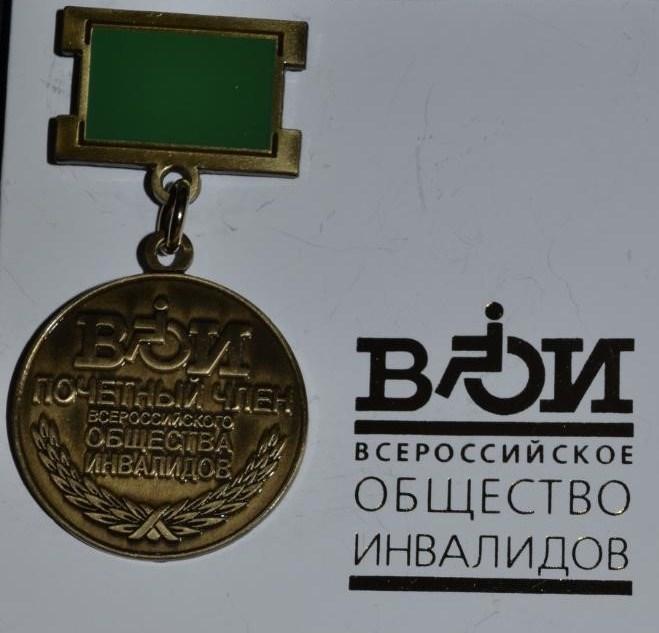 ВОИ
ПОЧЕТНЫЙ ЧЛЕН
ВСЕРОССИЙСКОГО
ОБЩЕСТВА
ИНВАЛИДОВ
ВОИ
ВСЕРОССИЙСКОЕ
ОБЩЕСТВО
ИНВАЛИДОВ